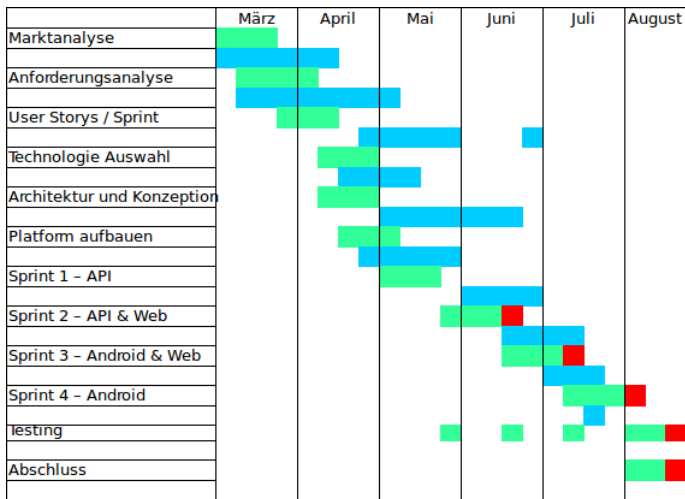 März April Mai Juni Juli August
Marktanalyse
Anforderungsanalyse
User Storys / Sprint
Technologie Auswahl
Architektur und Konzeption
Platform aufbauen
Sprint 1 – API
Sprint 2 – API & Web
Sprint 3 – Android & Web
Sprint 4 – Android
Testing
Abschluss